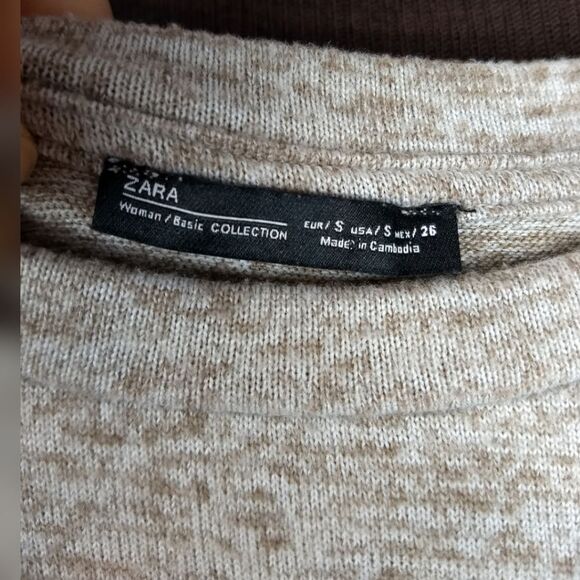 ZARA
Woman / Basic COLLECTION
EUR/ S USA/ S MEX/ 26
Made in Cambodia